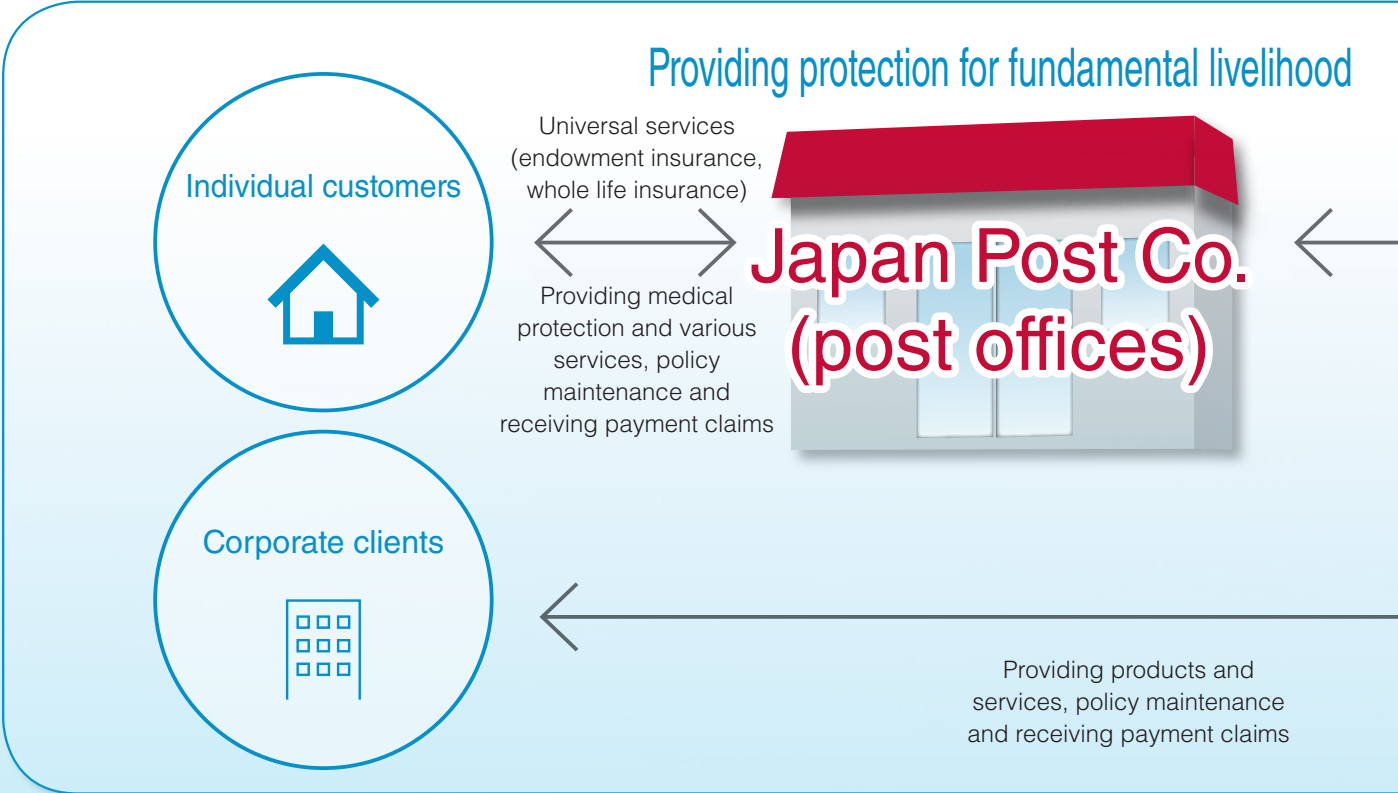 Providing protection for fundamental livelihood
Individual customers
Universal services
(endowment insurance,
whole life insurance)
Providing medical
protection and various
services, policy
maintenance and
receiving payment claims
Japan Post Co.
(post offices)
Corporate clients
Providing products and
services, policy maintenance
and receiving payment claims